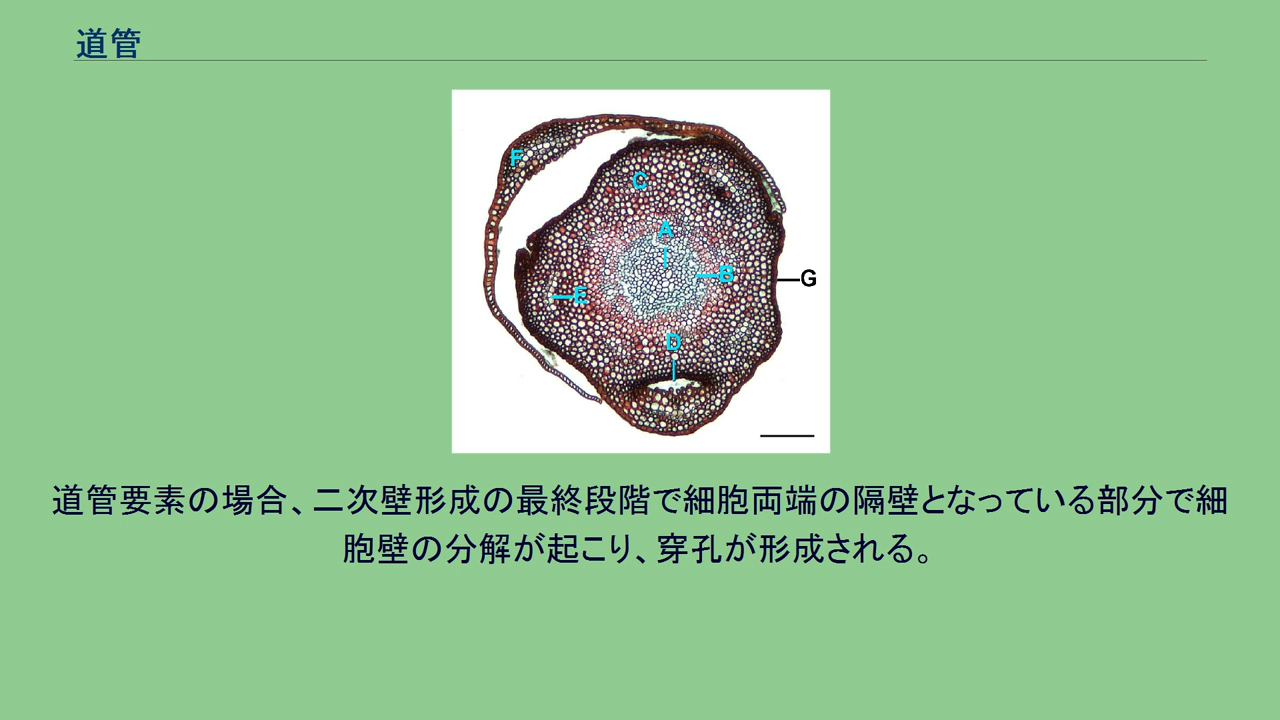 道管
F
C
A
B
G
E
D
道管要素の場合、二次壁形成の最終段階で細胞両端の隔壁となっている部分で細
胞壁の分解が起こり、穿孔が形成される。